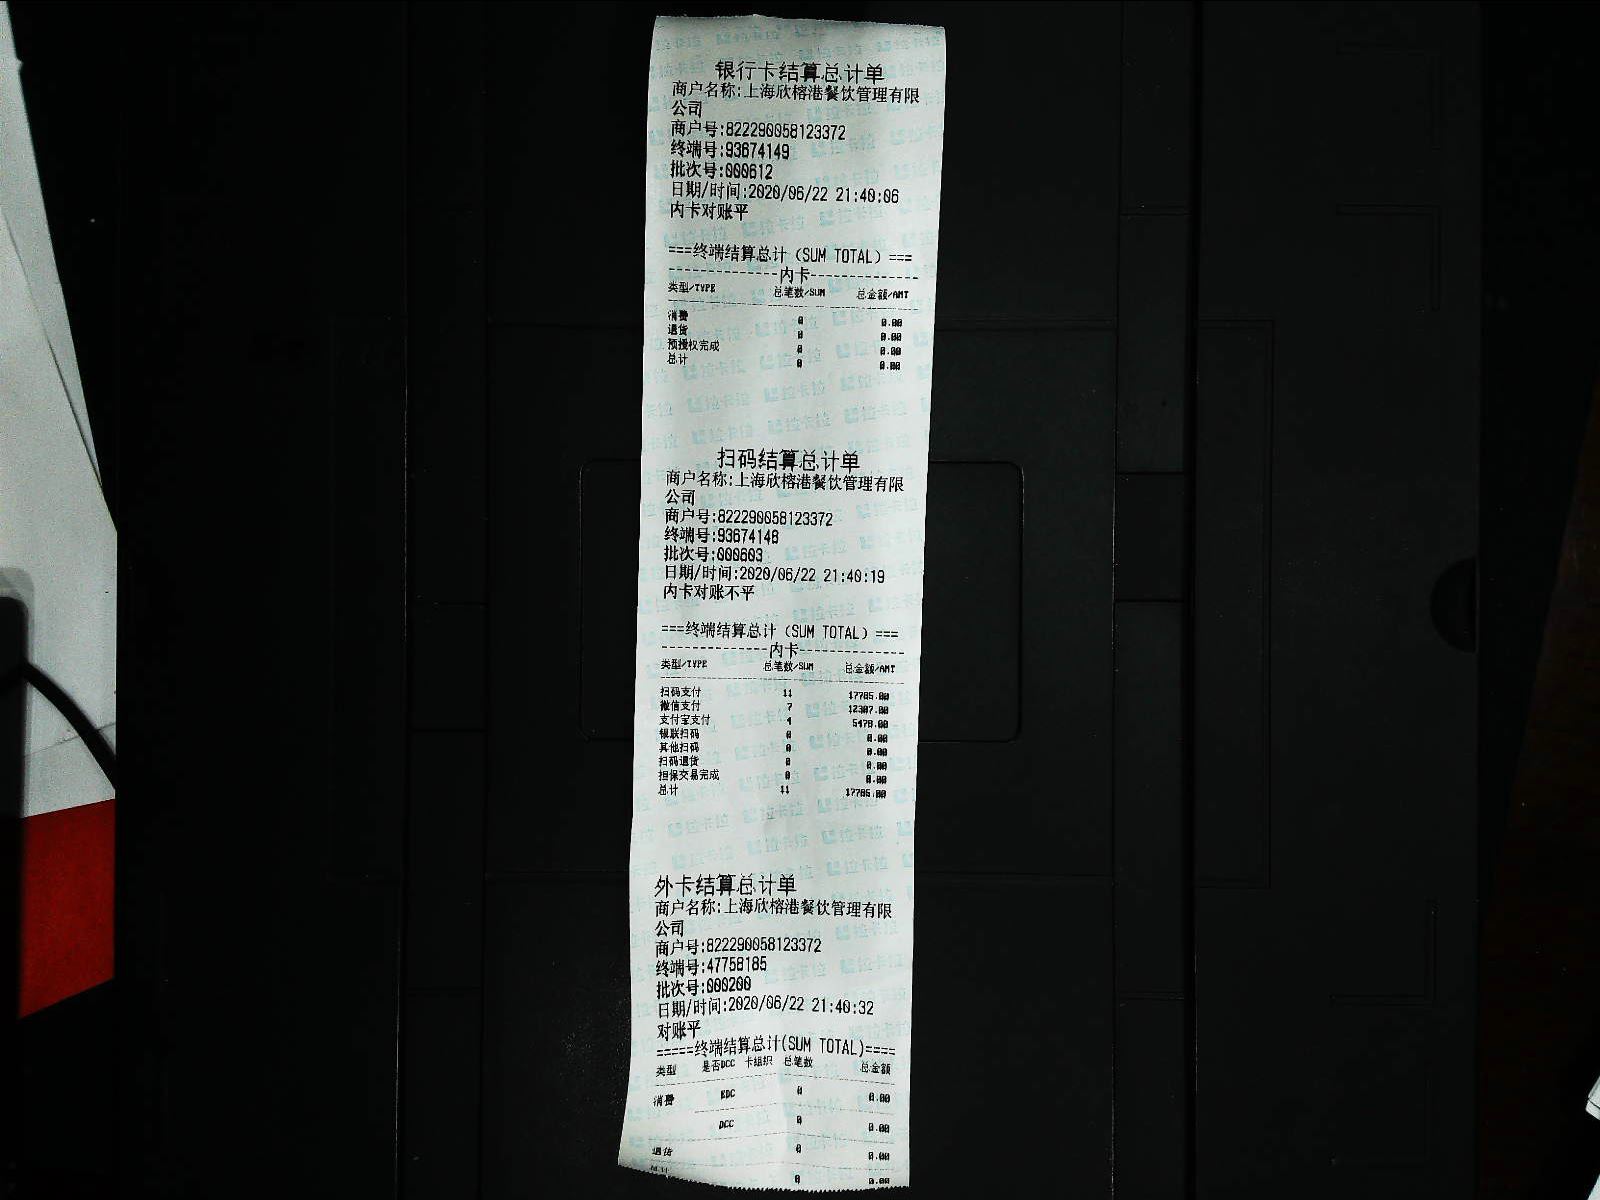 银行卡结算总计单
商户名称:上海欣榕港餐饮管理有限
公司
商户号:822290058123372
终端号:93674149
批次号:000612
日期/时间:2020/06/22 21:40:06
内卡对账平
===终端结算总计（SUM TOTAL）===
--------------内卡--------------
类型/TYPE 总笔数/SUM 总金额/AMT
消费 0 0.00
退货 0 0.00
预授权完成 0 0.00
总计 0 0.00
扫码结算总计单
商户名称:上海欣榕港餐饮管理有限
公司
商户号:822290058123372
终端号:93674148
批次号:000603
日期/时间:2020/06/22 21:40:19
内卡对账不平
===终端结算总计（SUM TOTAL）===
--------------内卡--------------
类型/TYPE 总笔数/SUM 总金额/AMT
扫码支付 11 17785.00
微信支付 7 12307.00
支付宝支付 4 5478.00
银联扫码 0 0.00
其他扫码 0 0.00
扫码退货 0 0.00
担保交易完成 0 0.00
总计 11 17785.00
外卡结算总计单
商户名称:上海欣榕港餐饮管理有限
公司
商户号:822290058123372
终端号:47758185
批次号:000200
日期/时间:2020/06/22 21:40:32
对账平
=====终端结算总计(SUM TOTAL)====
类型 是否DCC 卡组织 总笔数 总金额
消费 EDC 0 0.00
DCC 0 0.00
退货 0 0.00
0 0.00